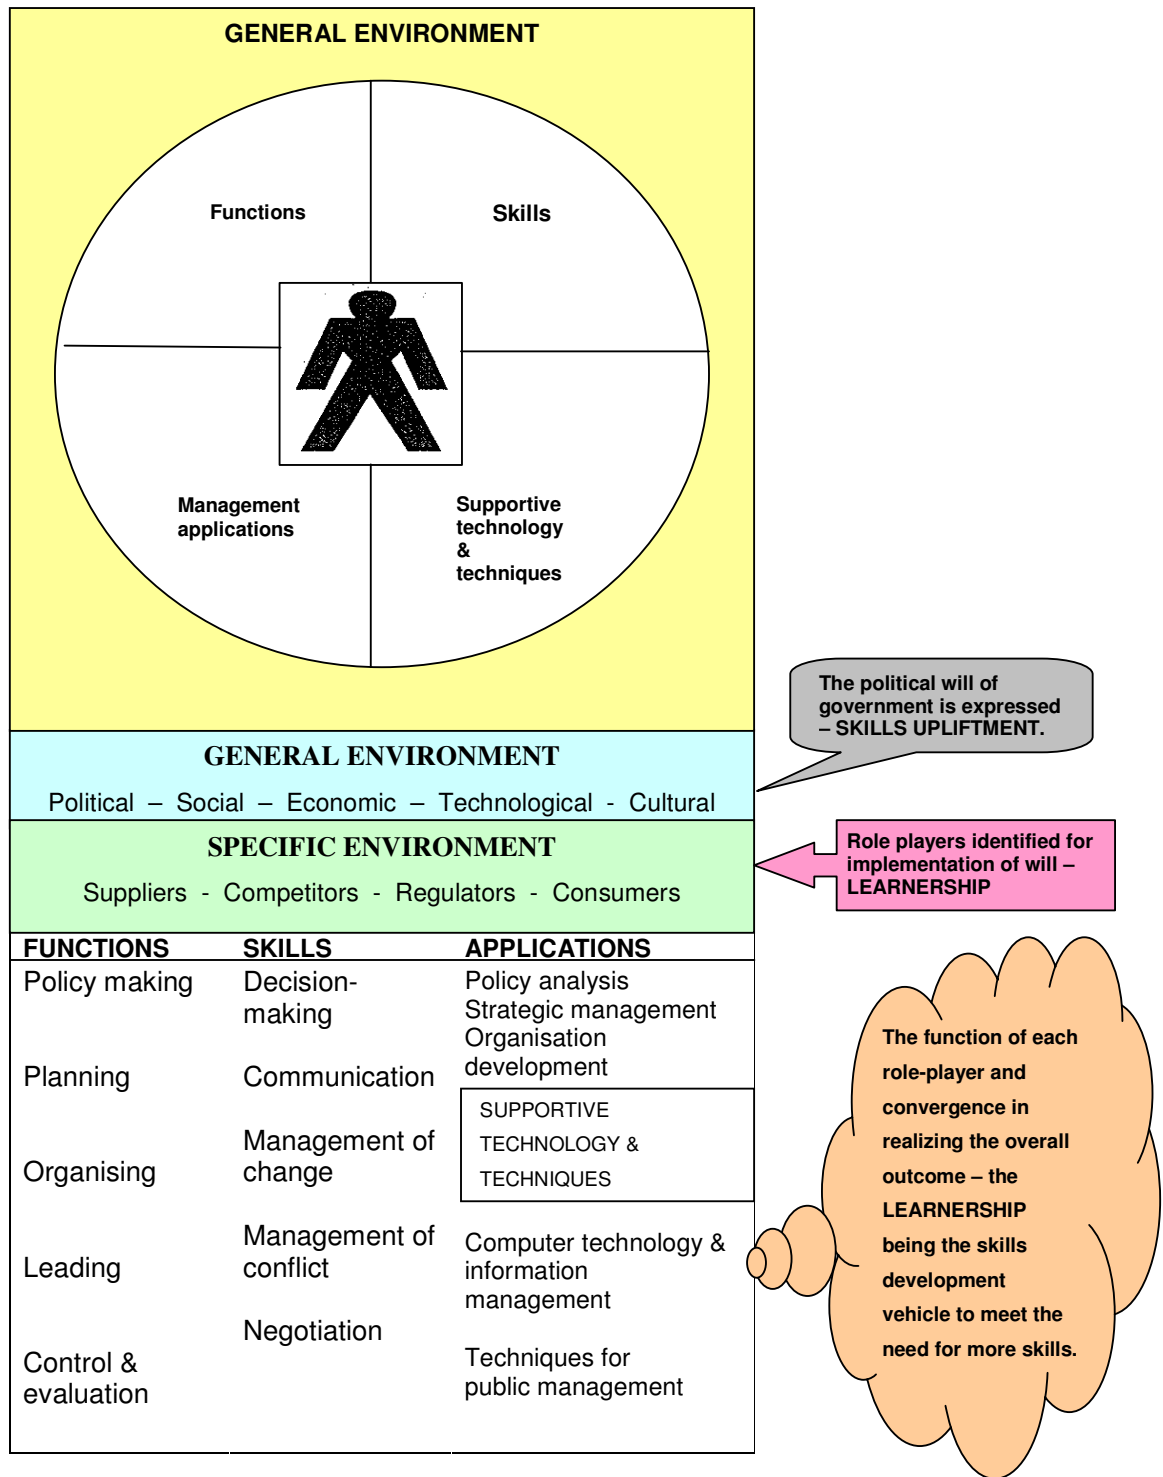 GENERAL ENVIRONMENT
Functions
Skills
Management
applications
Supportive
technology
&
techniques
The political will of
government is expressed
– SKILLS UPLIFTMENT.
GENERAL ENVIRONMENT
Political – Social – Economic – Technological - Cultural
SPECIFIC ENVIRONMENT
Suppliers - Competitors - Regulators - Consumers
Role players identified for
implementation of will –
LEARNERSHIP
FUNCTIONS
Policy making
Planning
Organising
Leading
Control &
evaluation
SKILLS
Decision-
making
Communication
Management of
change
Management of
conflict
Negotiation
APPLICATIONS
Policy analysis
Strategic management
Organisation
development
SUPPORTIVE
TECHNOLOGY &
TECHNIQUES
Computer technology &
information
management
Techniques for
public management
The function of each
role-player and
convergence in
realizing the overall
outcome – the
LEARNERSHIP
being the skills
development
vehicle to meet the
need for more skills.